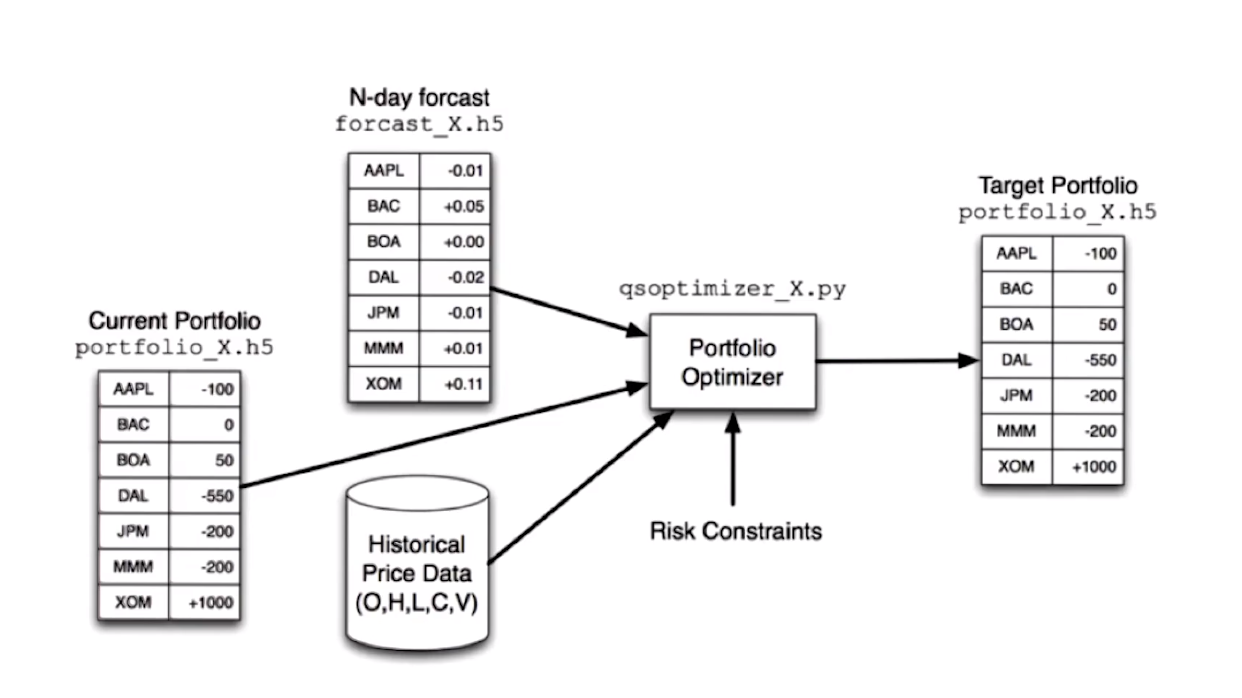 N-day forcast
forcast_X.h5
AAPL -0.01
BAC +0.05
BOA +0.00
DAL -0.02
JPM -0.01
MMM +0.01
XOM +0.11
Current Portfolio
portfolio_X.h5
AAPL -100
BAC 0
BOA 50
DAL -550
JPM -200
MMM -200
XOM +1000
Historical
Price Data
(O,H,L,C,V)
qsoptimizer_X.py
Portfolio
Optimizer
Risk Constraints
Target Portfolio
portfolio_X.h5
AAPL -100
BAC 0
BOA 50
DAL -550
JPM -200
MMM -200
XOM +1000